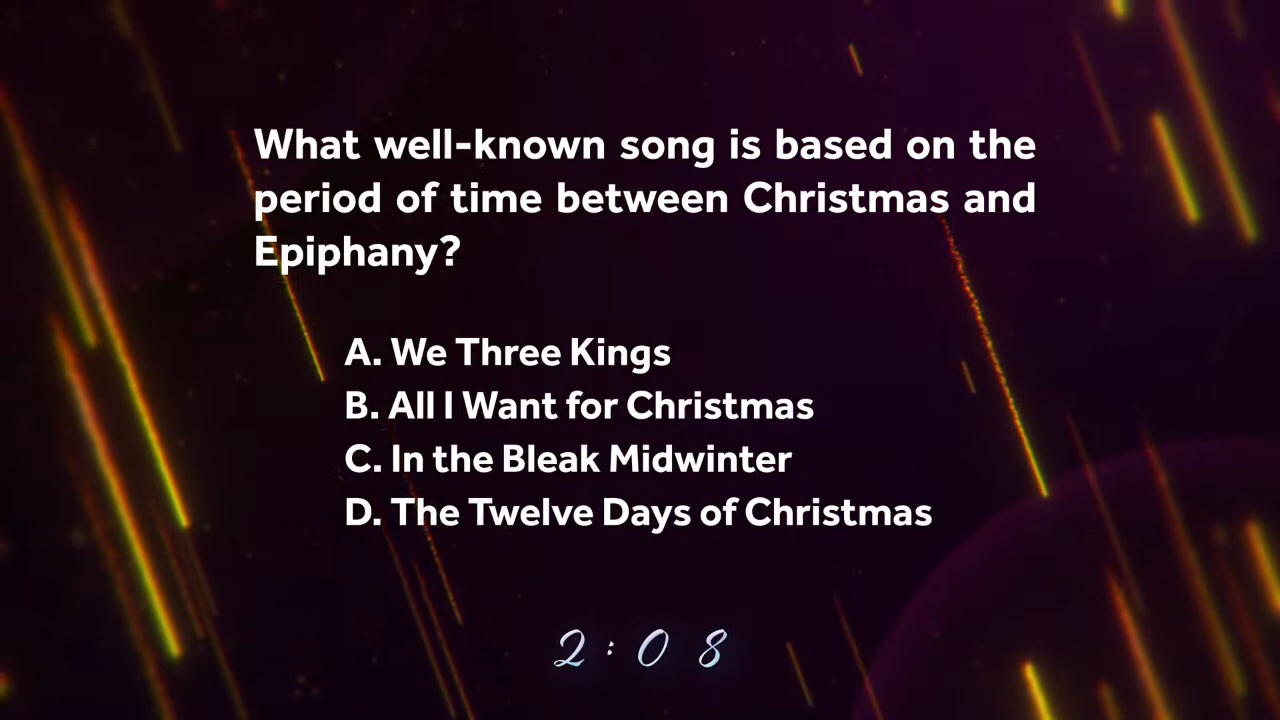 What well-known song is based on the
period of time between Christmas and
Epiphany?
A. We Three Kings
B. All I Want for Christmas
C. In the Bleak Midwinter
D. The Twelve Days of Christmas
2:08